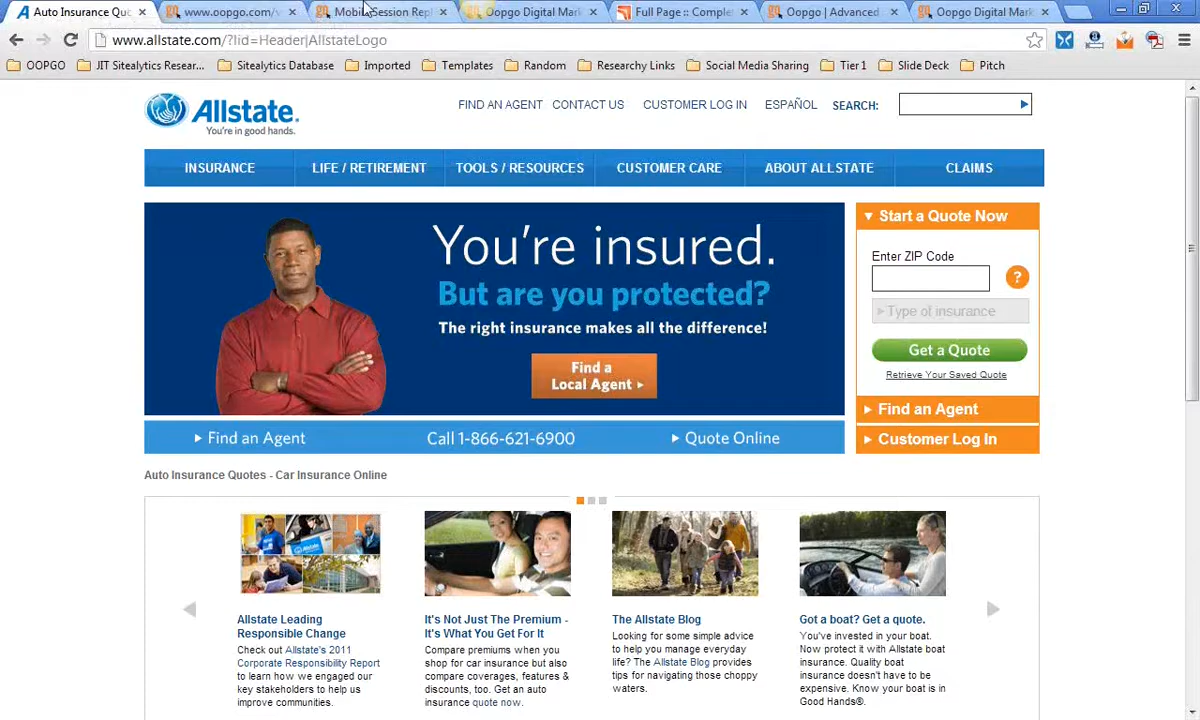 Auto Insurance Quo
www.oopgo.com/v
Mobile Session Repl
Oopgo Digital Mark
Full Page :: Comple
Oopgo | Advanced
Oopgo Digital Mark
www.allstate.com/?lid=Header|AllstateLogo
OOPGO
JIT Sitealytics Resear...
Sitealytics Database
Imported
Templates
Random
Researchy Links
Social Media Sharing
Tier 1
Slide Deck
Pitch
Allstate.
You're in good hands.
FIND AN AGENT
CONTACT US
CUSTOMER LOG IN
ESPAÑOL
SEARCH:
INSURANCE
LIFE / RETIREMENT
TOOLS / RESOURCES
CUSTOMER CARE
ABOUT ALLSTATE
CLAIMS
You're insured.
But are you protected?
The right insurance makes all the difference!
Find a
Local Agent
Start a Quote Now
Enter ZIP Code
?
Type of insurance
Get a Quote
Retrieve Your Saved Quote
Find an Agent
Customer Log In
Find an Agent
Call 1-866-621-6900
Quote Online
Auto Insurance Quotes - Car Insurance Online
Allstate Leading
Responsible Change
Check out Allstate's 2011
Corporate Responsibility Report
to learn how we engaged our
key stakeholders to help us
improve communities.
It's Not Just The Premium -
It's What You Get For It
Compare premiums when you
shop for car insurance but also
compare coverages, features &
discounts, too. Get an auto
insurance quote now.
The Allstate Blog
Looking for some simple advice
to help you manage everyday
life? The Allstate Blog provides
tips for navigating those choppy
waters.
Got a boat? Get a quote.
You've invested in your boat.
Now protect it with Allstate boat
insurance. Quality boat
insurance doesn't have to be
expensive. Know your boat is in
Good Hands®.